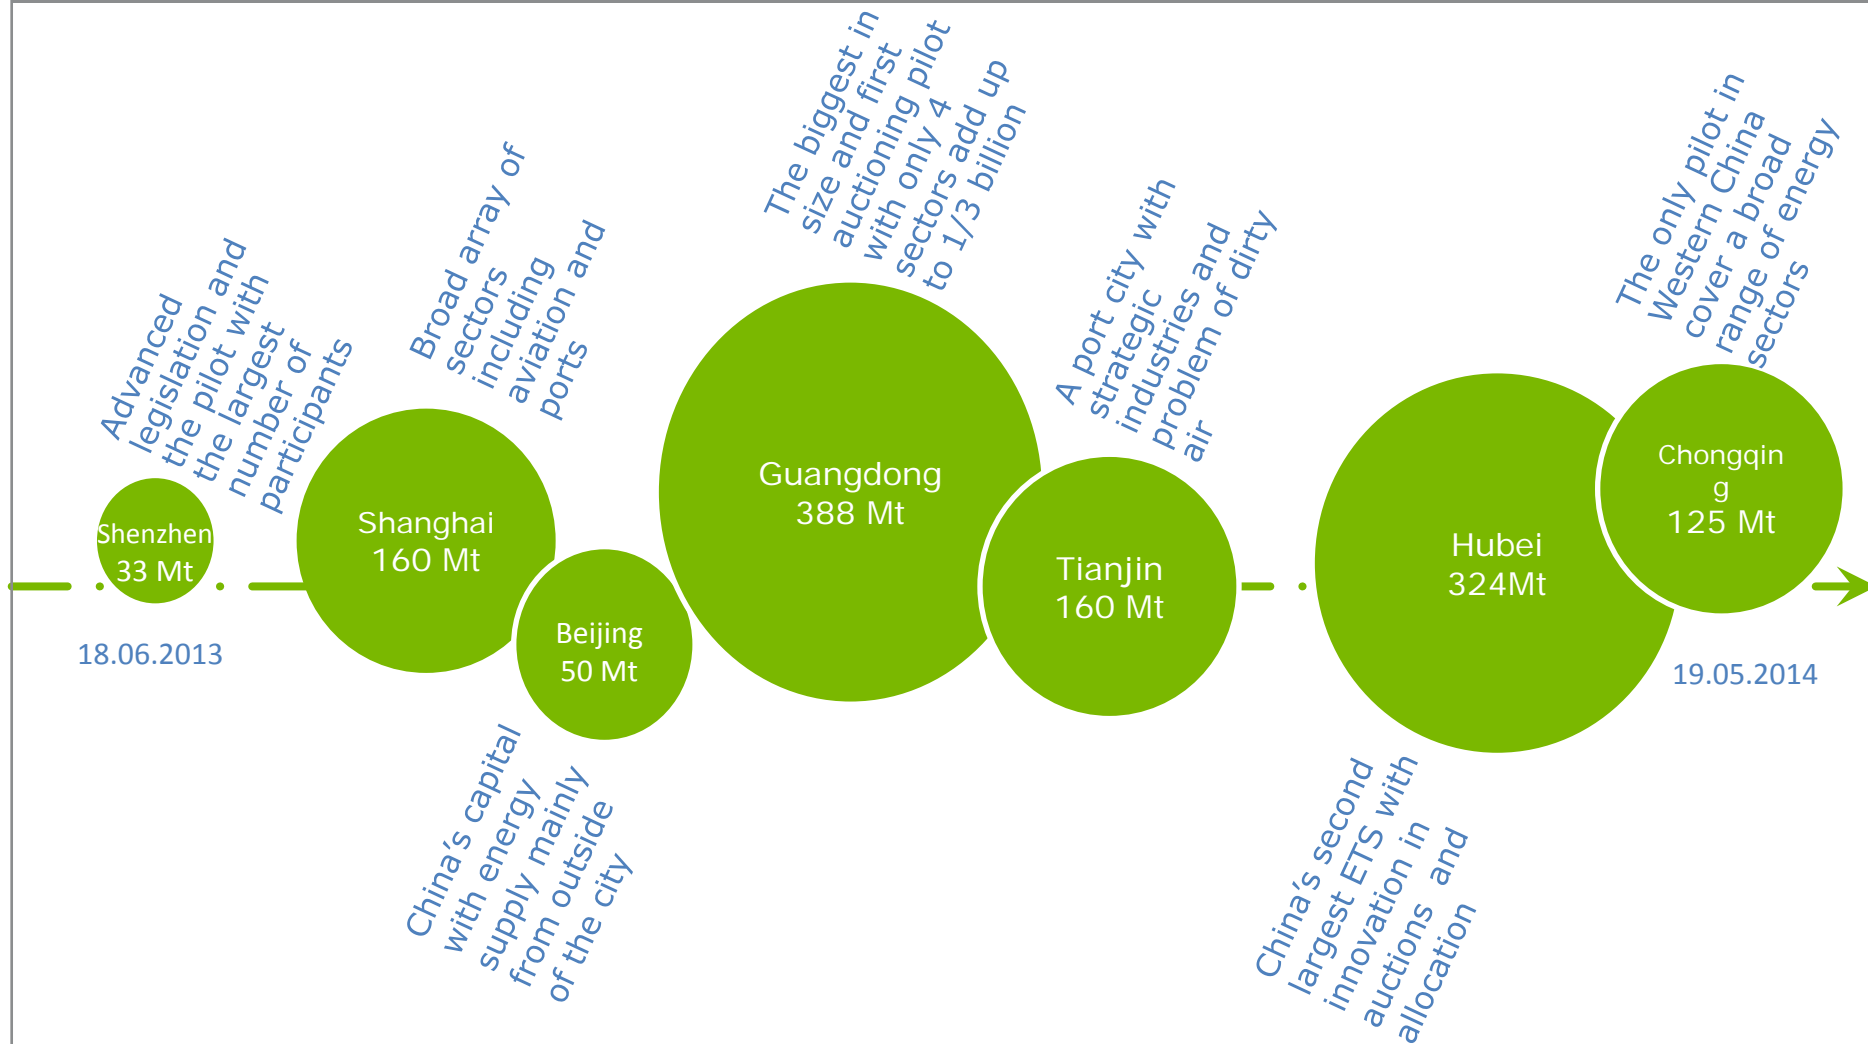 Advanced
legislation and
the pilot with
the largest
number of
participants
Shenzhen
33 Mt
18.06.2013
Broad array of
sectors
including
aviation and
ports
Shanghai
160 Mt
Beijing
50 Mt
China's capital
with energy
supply mainly
from outside
of the city
The biggest in
size and first
auctioning pilot
with only 4
sectors add up
to 1/3 billion
Guangdong
388 Mt
A port city with
strategic
industries and
problem of dirty
air
Tianjin
160 Mt
Hubei
324Mt
China's second
largest ETS with
innovation in
auctions and
allocation
The only pilot in
Western China
cover a broad
range of energy
sectors
Chongqin
g
125 Mt
19.05.2014